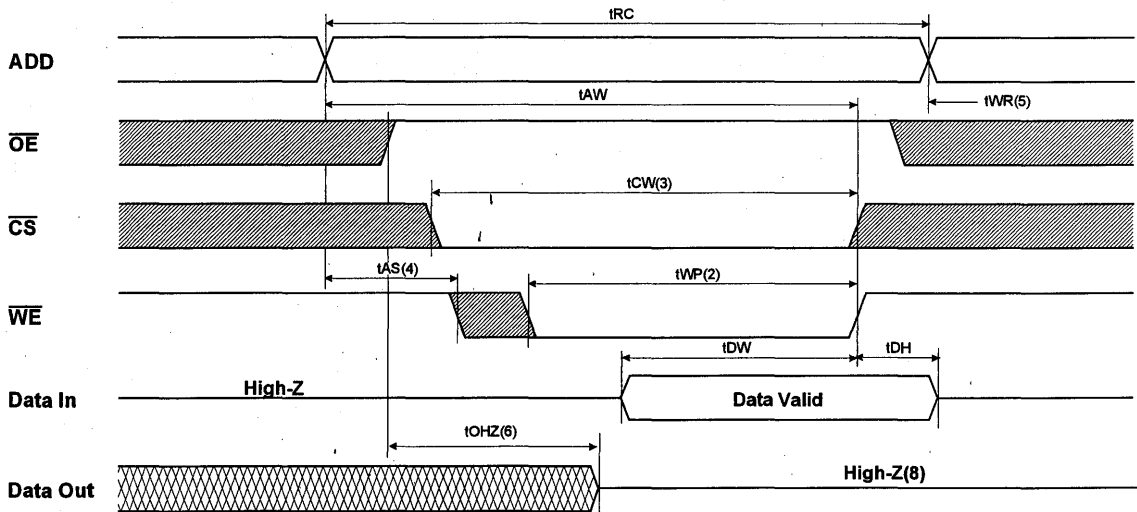 tRC
ADD
tAW
tWR(5)
OE
tCW(3)
CS
tAS(4)
tWP(2)
WE
tDW
tDH
High-Z
Data In
Data Valid
tOHZ(6)
High-Z(8)
Data Out